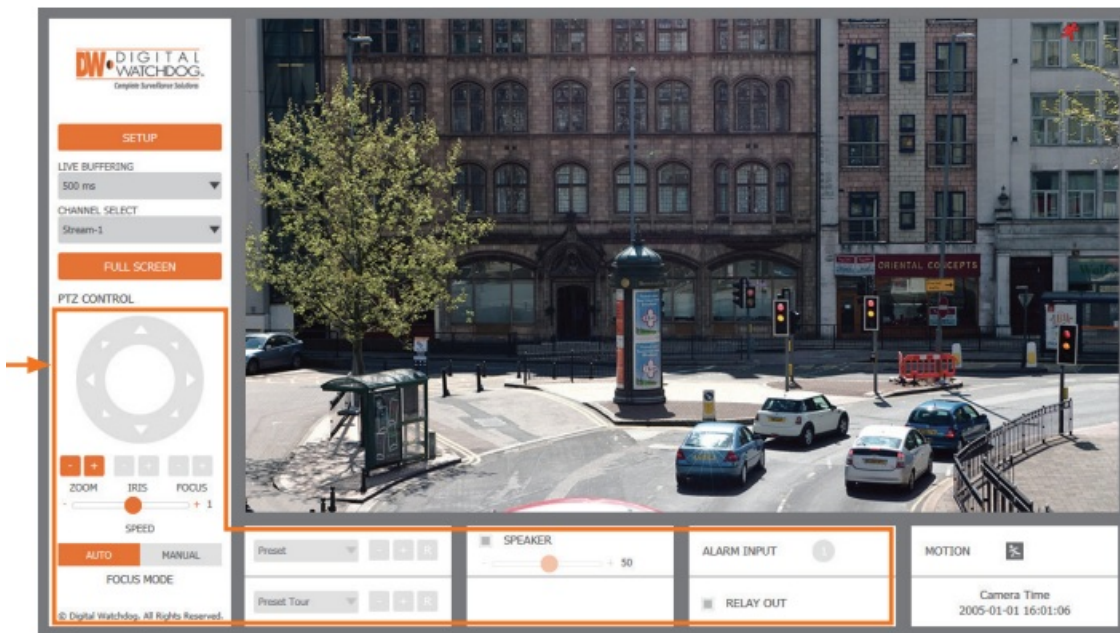 DW DIGITAL
WATCHDOG.
Complete Surveillance Solutions
SETUP
LIVE BUFFERING
500 ms
CHANNEL SELECT
Stream-1
FULL SCREEN
PTZ CONTROL
- + - + - +
ZOOM IRIS FOCUS
- + 1
SPEED
AUTO MANUAL
FOCUS MODE
© Digital Watchdog. All Rights Reserved.
ORIENTAL CONCEPTS
Preset - + R
Preset Tour - + R
SPEAKER
- + 50
ALARM INPUT 1
RELAY OUT
MOTION
Camera Time
2005-01-01 16:01:06